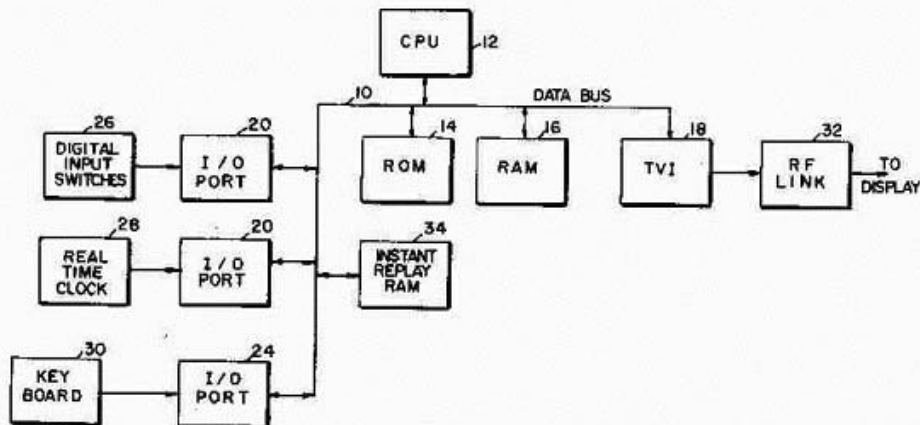 CPU
12
10
DATA BUS
26
DIGITAL
INPUT
SWITCHES
20
I/O
PORT
14
ROM
16
RAM
18
TVI
32
RF
LINK
TO
DISPLAY
28
REAL
TIME
CLOCK
20
I/O
PORT
34
INSTANT
REPLAY
RAM
30
KEY
BOARD
24
I/O
PORT